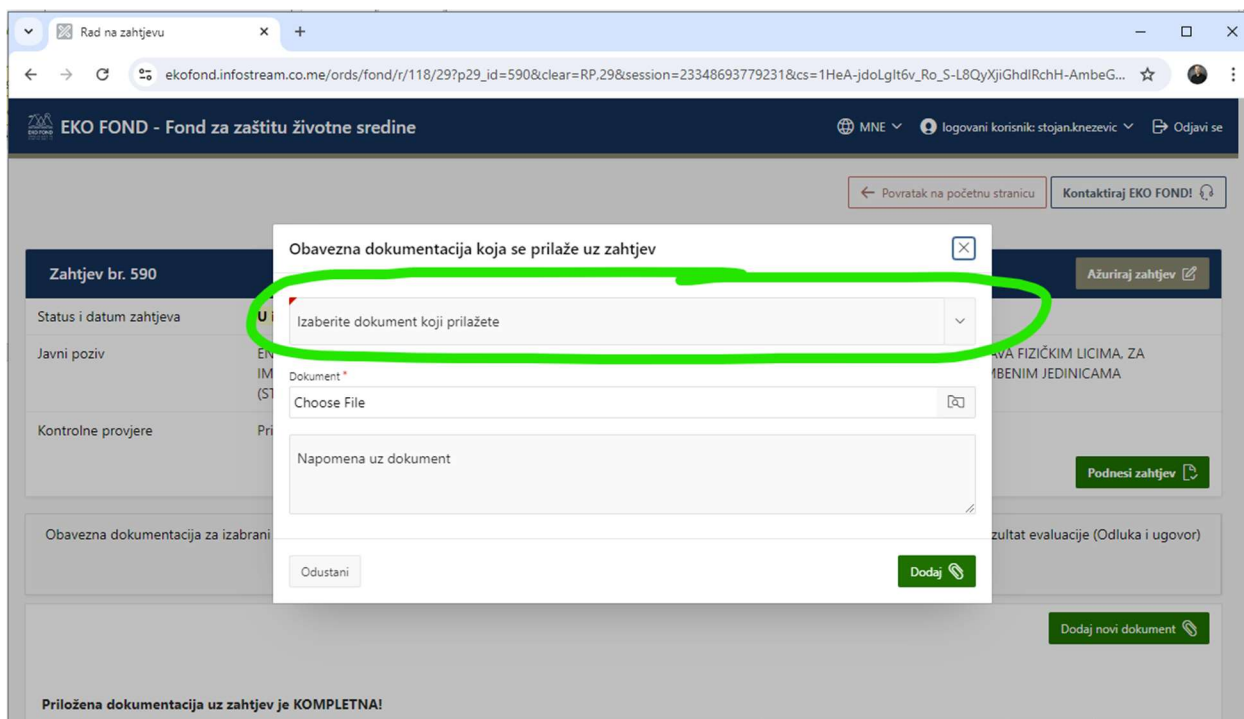 Rad na zahtjevu
ekofond.infostream.co.me/ords/fond/r/118/29?p29_id=590&clear=RP,29&session=23348693779231&cs=1HeA-jdoLgIt6v_Ro_S-L8QyXjiGhdIRchH-AmbeG...
EKO FOND - Fond za zaštitu životne sredine
MNE
logovani korisnik: stojan.knezevic
Odjavi se
Povratak na početnu stranicu
Kontaktiraj EKO FOND!
Obavezna dokumentacija koja se prilaže uz zahtjev
Zahtjev br. 590
Ažuriraj zahtjev
Status i datum zahtjeva
Izaberite dokument koji prilažete
Javni poziv
FIZIČKIM LICIMA, ZA
JEDINICAMA
Dokument *
Choose File
Kontrolne provjere
Napomena uz dokument
Podnesi zahtjev
Obavezna dokumentacija za izabrani
evaluacije (Odluka i ugovor)
Odustani
Dodaj
Dodaj novi dokument
Priložena dokumentacija uz zahtjev je KOMPLETNA!